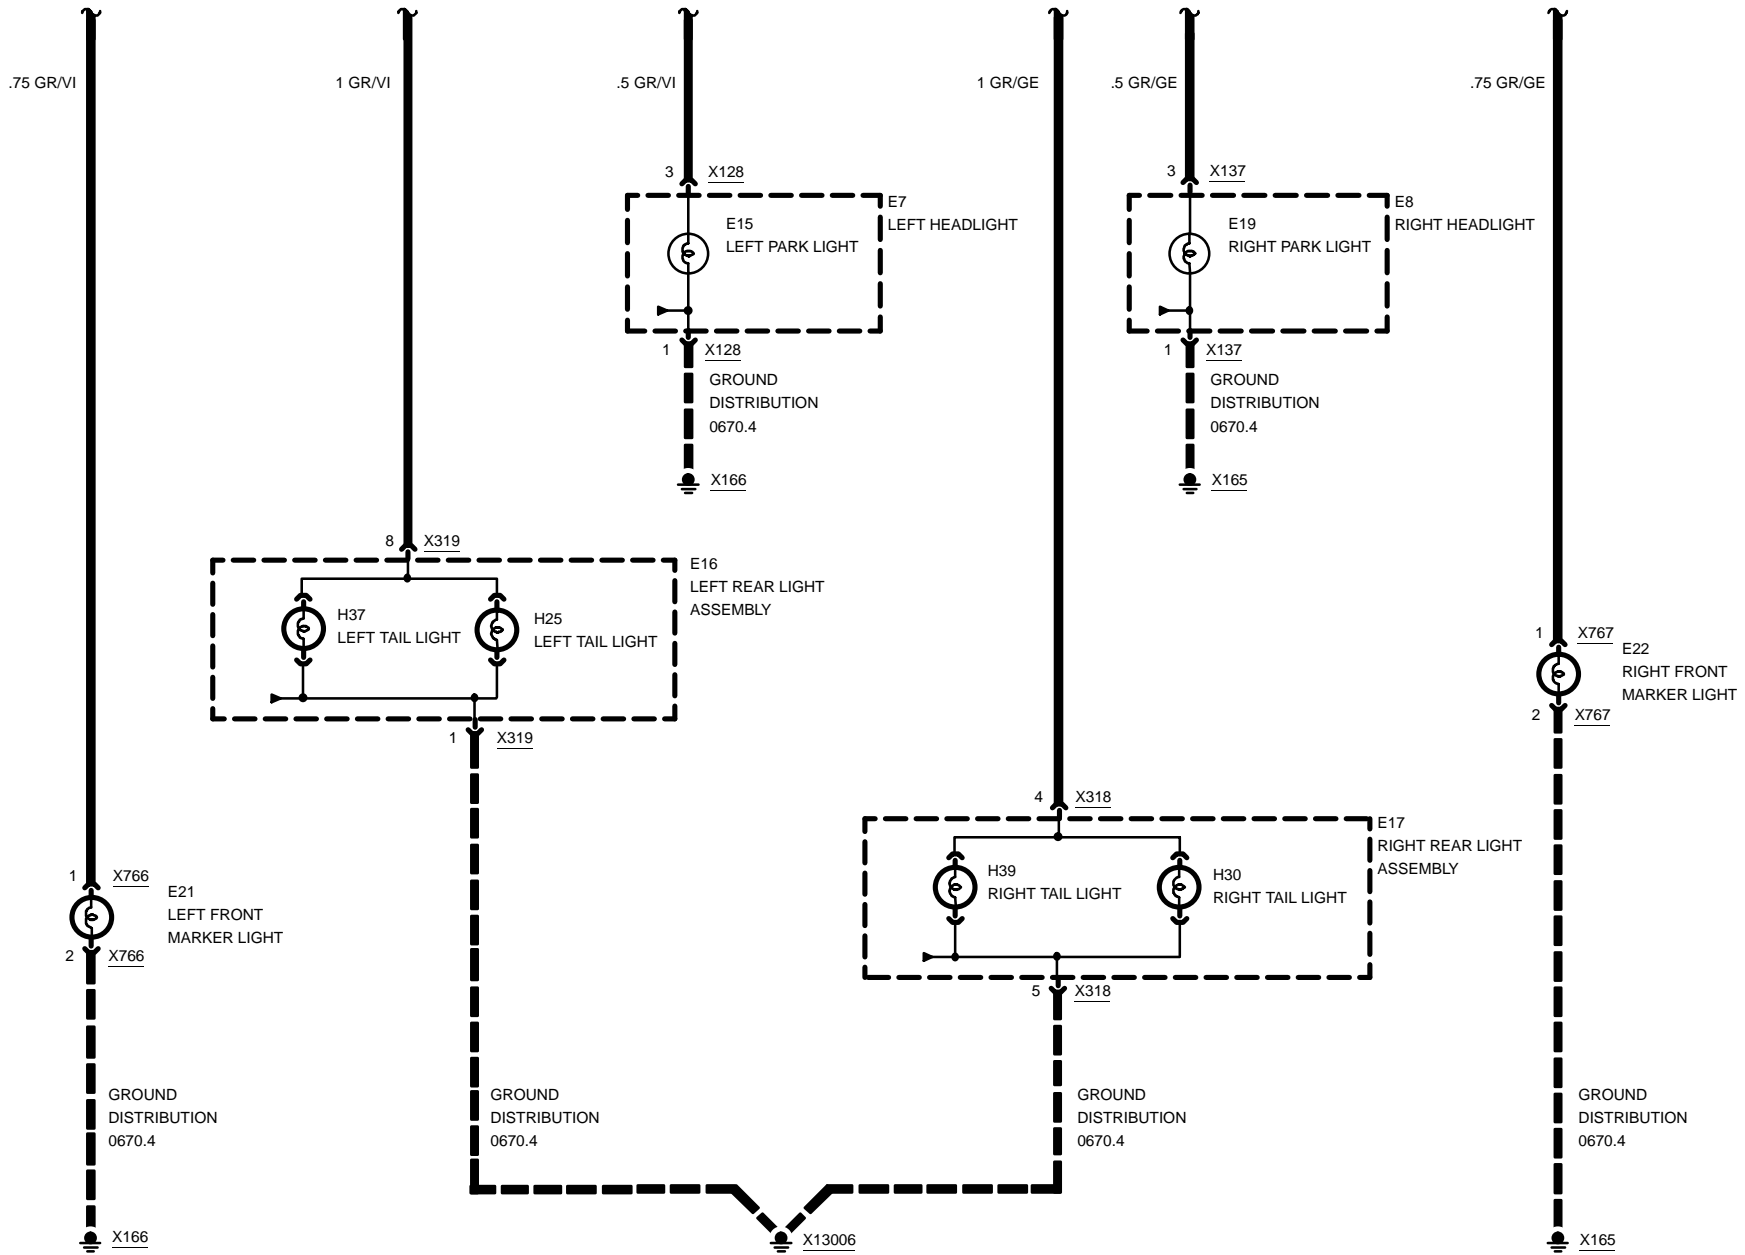 .75 GR/VI
1 GR/VI
.5 GR/VI
1 GR/GE
.5 GR/GE
.75 GR/GE
3 X128
E7
LEFT HEADLIGHT
E15
LEFT PARK LIGHT
1 X128
GROUND
DISTRIBUTION
0670.4
X166
3 X137
E8
RIGHT HEADLIGHT
E19
RIGHT PARK LIGHT
1 X137
GROUND
DISTRIBUTION
0670.4
X165
8 X319
E16
LEFT REAR LIGHT
ASSEMBLY
H37
LEFT TAIL LIGHT
H25
LEFT TAIL LIGHT
1 X319
1 X767
E22
RIGHT FRONT
MARKER LIGHT
2 X767
4 X318
E17
RIGHT REAR LIGHT
ASSEMBLY
H39
RIGHT TAIL LIGHT
H30
RIGHT TAIL LIGHT
5 X318
1 X766
E21
LEFT FRONT
MARKER LIGHT
2 X766
GROUND
DISTRIBUTION
0670.4
GROUND
DISTRIBUTION
0670.4
GROUND
DISTRIBUTION
0670.4
GROUND
DISTRIBUTION
0670.4
X166
X13006
X165